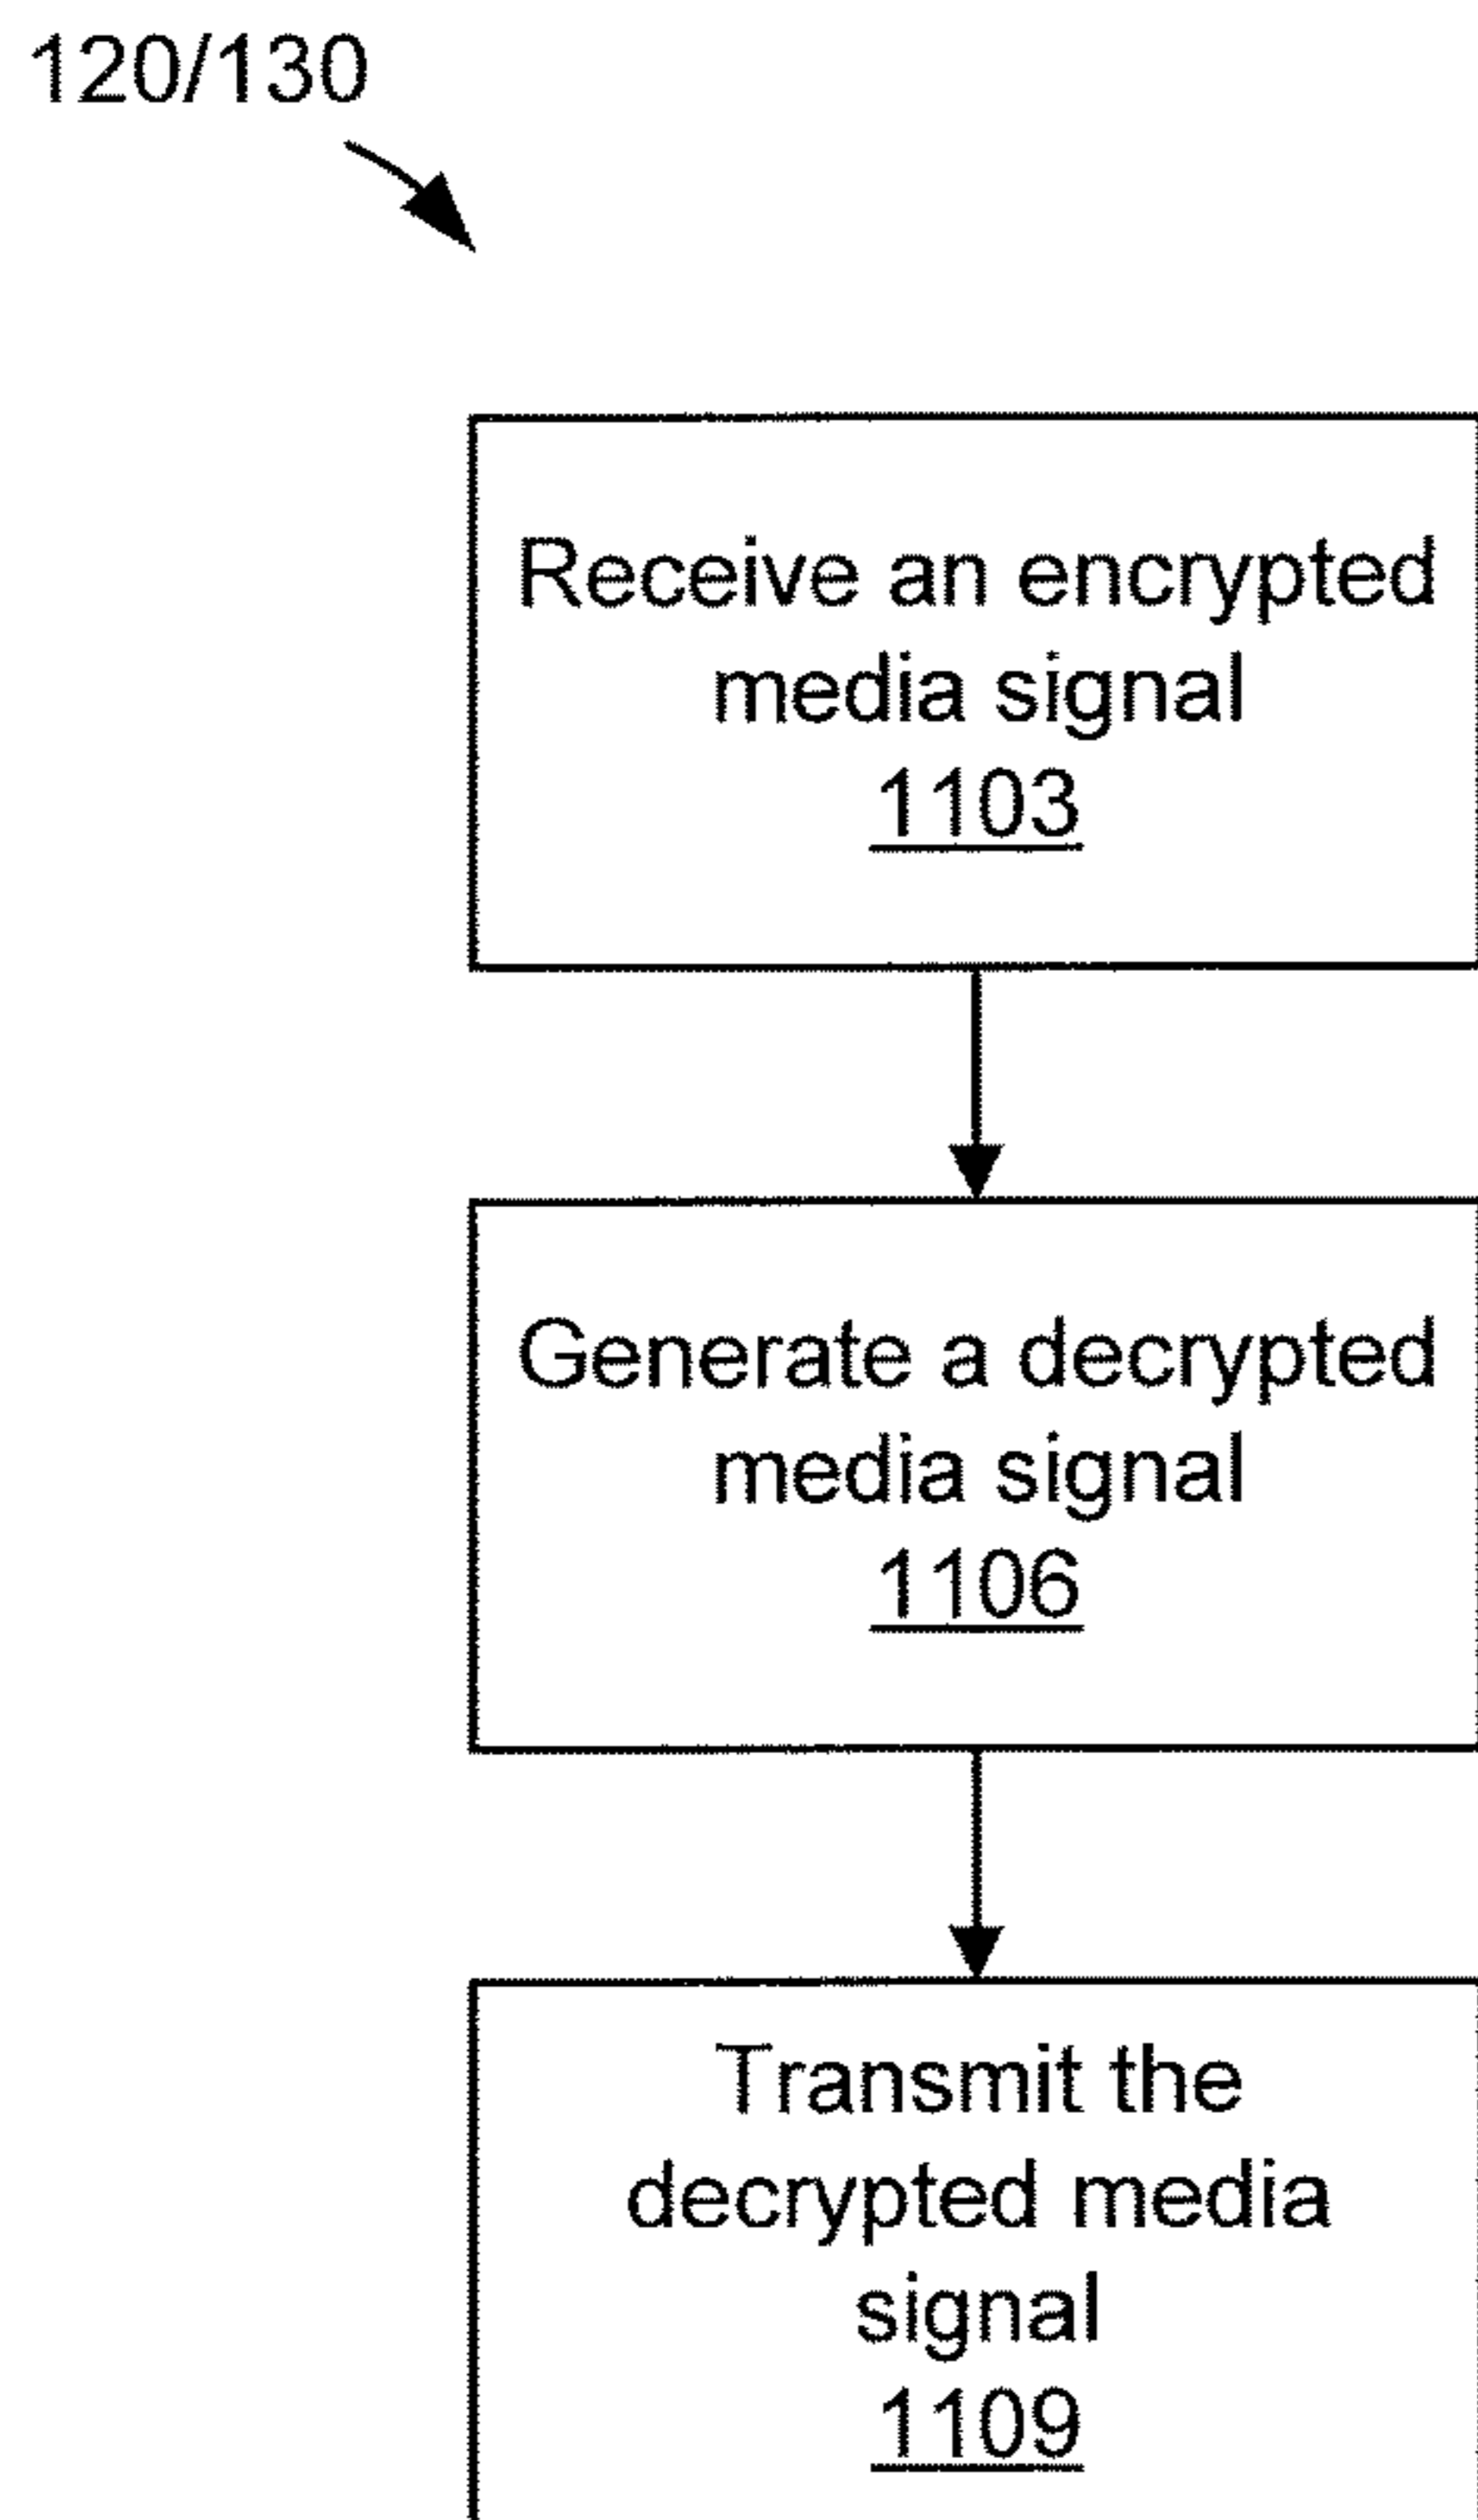 120/130
Receive an encrypted
media signal
1103
Generate a decrypted
media signal
1106
Transmit the
decrypted media
signal
1109